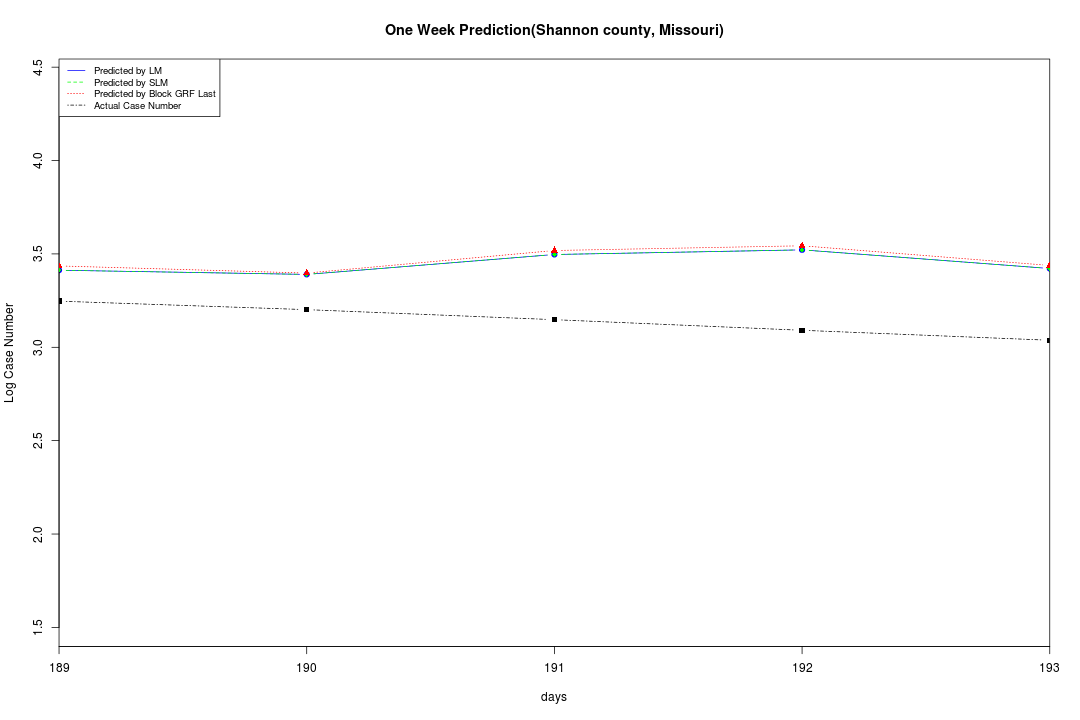 One Week Prediction(Shannon county, Missouri)
Predicted by LM
Predicted by SLM
Predicted by Block GRF Last
Actual Case Number
4.5
4.0
3.5
3.0
2.5
2.0
1.5
Log Case Number
189 190 191 192 193
days